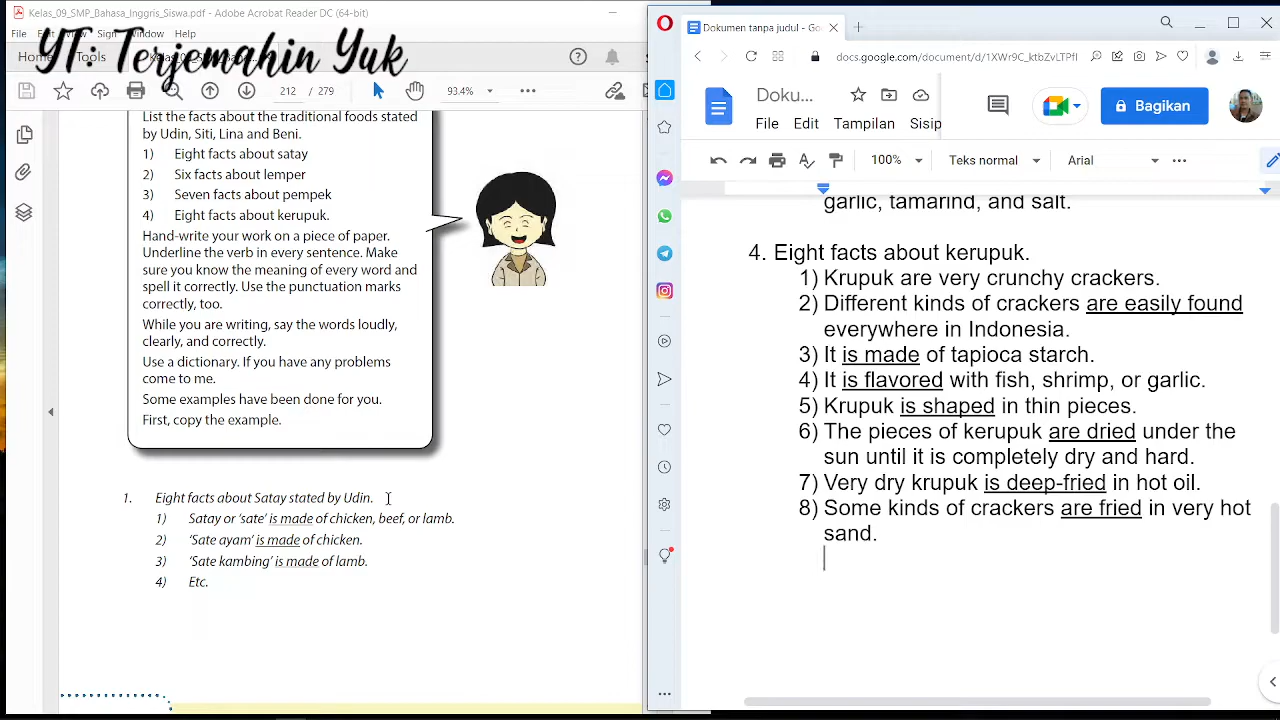 Kelas_09_SMP_Bahasa_Inggris_Siswa.pdf - Adobe Acrobat Reader DC (64-bit)
File Sign Window Help
YT: Terjemahin Yuk
Home Tools
212 / 279
93.4%
List the facts about the traditional foods stated
by Udin, Siti, Lina and Beni.
1) Eight facts about satay
2) Six facts about lemper
3) Seven facts about pempek
4) Eight facts about kerupuk.
Hand-write your work on a piece of paper.
Underline the verb in every sentence. Make
sure you know the meaning of every word and
spell it correctly. Use the punctuation marks
correctly, too.
While you are writing, say the words loudly,
clearly, and correctly.
Use a dictionary. If you have any problems
come to me.
Some examples have been done for you.
First, copy the example.
1. Eight facts about Satay stated by Udin.
1) Satay or ‘sate’ is made of chicken, beef, or lamb.
2) ‘Sate ayam’ is made of chicken.
3) ‘Sate kambing’ is made of lamb.
4) Etc.
Dokumen tanpa judul - Goo
docs.google.com/document/d/1XWr9C_ktbZvLTPfI
Doku...
File Edit Tampilan Sisip
Bagikan
100% Teks normal Arial
garlic, tamarind, and salt.
4. Eight facts about kerupuk.
1) Krupuk are very crunchy crackers.
2) Different kinds of crackers are easily found
everywhere in Indonesia.
3) It is made of tapioca starch.
4) It is flavored with fish, shrimp, or garlic.
5) Krupuk is shaped in thin pieces.
6) The pieces of kerupuk are dried under the
sun until it is completely dry and hard.
7) Very dry krupuk is deep-fried in hot oil.
8) Some kinds of crackers are fried in very hot
sand.